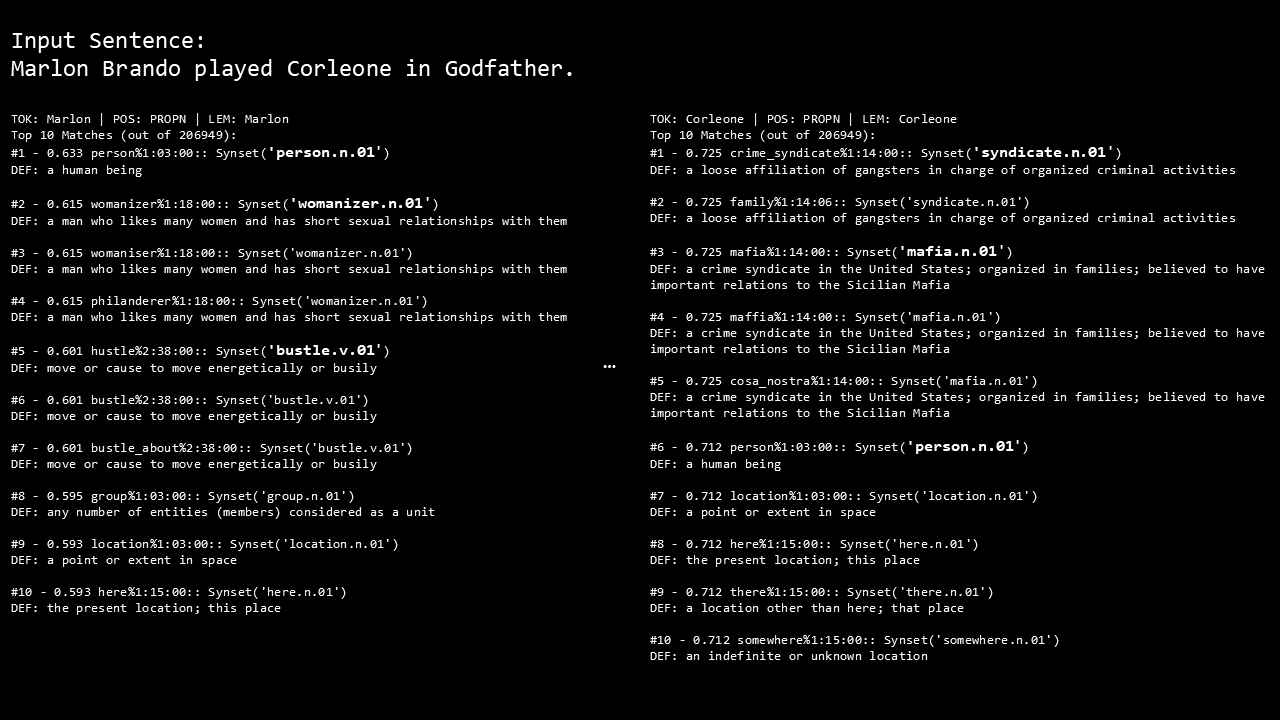 Input Sentence:
Marlon Brando played Corleone in Godfather.
TOK: Marlon | POS: PROPN | LEM: Marlon
Top 10 Matches (out of 206949):
#1 - 0.633 person%1:03:00:: Synset('person.n.01')
DEF: a human being
#2 - 0.615 womanizer%1:18:00:: Synset('womanizer.n.01')
DEF: a man who likes many women and has short sexual relationships with them
#3 - 0.615 womaniser%1:18:00:: Synset('womanizer.n.01')
DEF: a man who likes many women and has short sexual relationships with them
#4 - 0.615 philanderer%1:18:00:: Synset('womanizer.n.01')
DEF: a man who likes many women and has short sexual relationships with them
#5 - 0.601 hustle%2:38:00:: Synset('bustle.v.01')
DEF: move or cause to move energetically or busily
#6 - 0.601 bustle%2:38:00:: Synset('bustle.v.01')
DEF: move or cause to move energetically or busily
#7 - 0.601 bustle_about%2:38:00:: Synset('bustle.v.01')
DEF: move or cause to move energetically or busily
#8 - 0.595 group%1:03:00:: Synset('group.n.01')
DEF: any number of entities (members) considered as a unit
#9 - 0.593 location%1:03:00:: Synset('location.n.01')
DEF: a point or extent in space
#10 - 0.593 here%1:15:00:: Synset('here.n.01')
DEF: the present location; this place
…
TOK: Corleone | POS: PROPN | LEM: Corleone
Top 10 Matches (out of 206949):
#1 - 0.725 crime_syndicate%1:14:00:: Synset('syndicate.n.01')
DEF: a loose affiliation of gangsters in charge of organized criminal activities
#2 - 0.725 family%1:14:06:: Synset('syndicate.n.01')
DEF: a loose affiliation of gangsters in charge of organized criminal activities
#3 - 0.725 mafia%1:14:00:: Synset('mafia.n.01')
DEF: a crime syndicate in the United States; organized in families; believed to have
important relations to the Sicilian Mafia
#4 - 0.725 maffia%1:14:00:: Synset('mafia.n.01')
DEF: a crime syndicate in the United States; organized in families; believed to have
important relations to the Sicilian Mafia
#5 - 0.725 cosa_nostra%1:14:00:: Synset('mafia.n.01')
DEF: a crime syndicate in the United States; organized in families; believed to have
important relations to the Sicilian Mafia
#6 - 0.712 person%1:03:00:: Synset('person.n.01')
DEF: a human being
#7 - 0.712 location%1:03:00:: Synset('location.n.01')
DEF: a point or extent in space
#8 - 0.712 here%1:15:00:: Synset('here.n.01')
DEF: the present location; this place
#9 - 0.712 there%1:15:00:: Synset('there.n.01')
DEF: a location other than here; that place
#10 - 0.712 somewhere%1:15:00:: Synset('somewhere.n.01')
DEF: an indefinite or unknown location